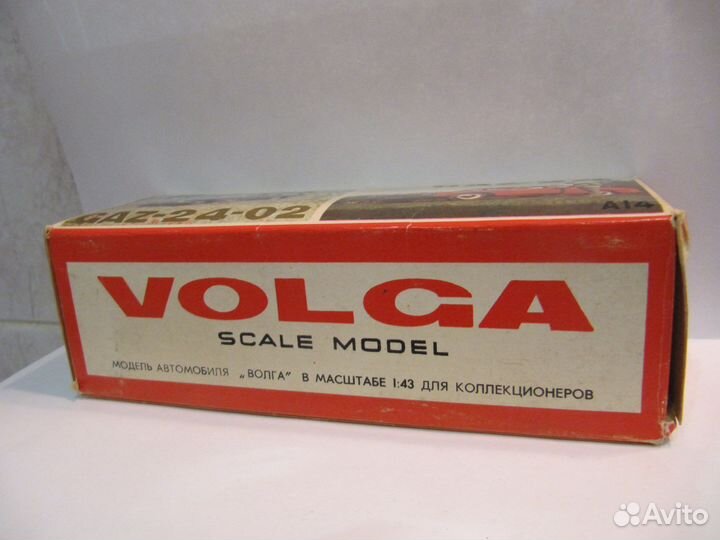 GAZ-24-02
A14
VOLGA
SCALE MODEL
МОДЕЛЬ АВТОМОБИЛЯ „ВОЛГА" В МАСШТАБЕ 1:43 ДЛЯ КОЛЛЕКЦИОНЕРОВ
Avito